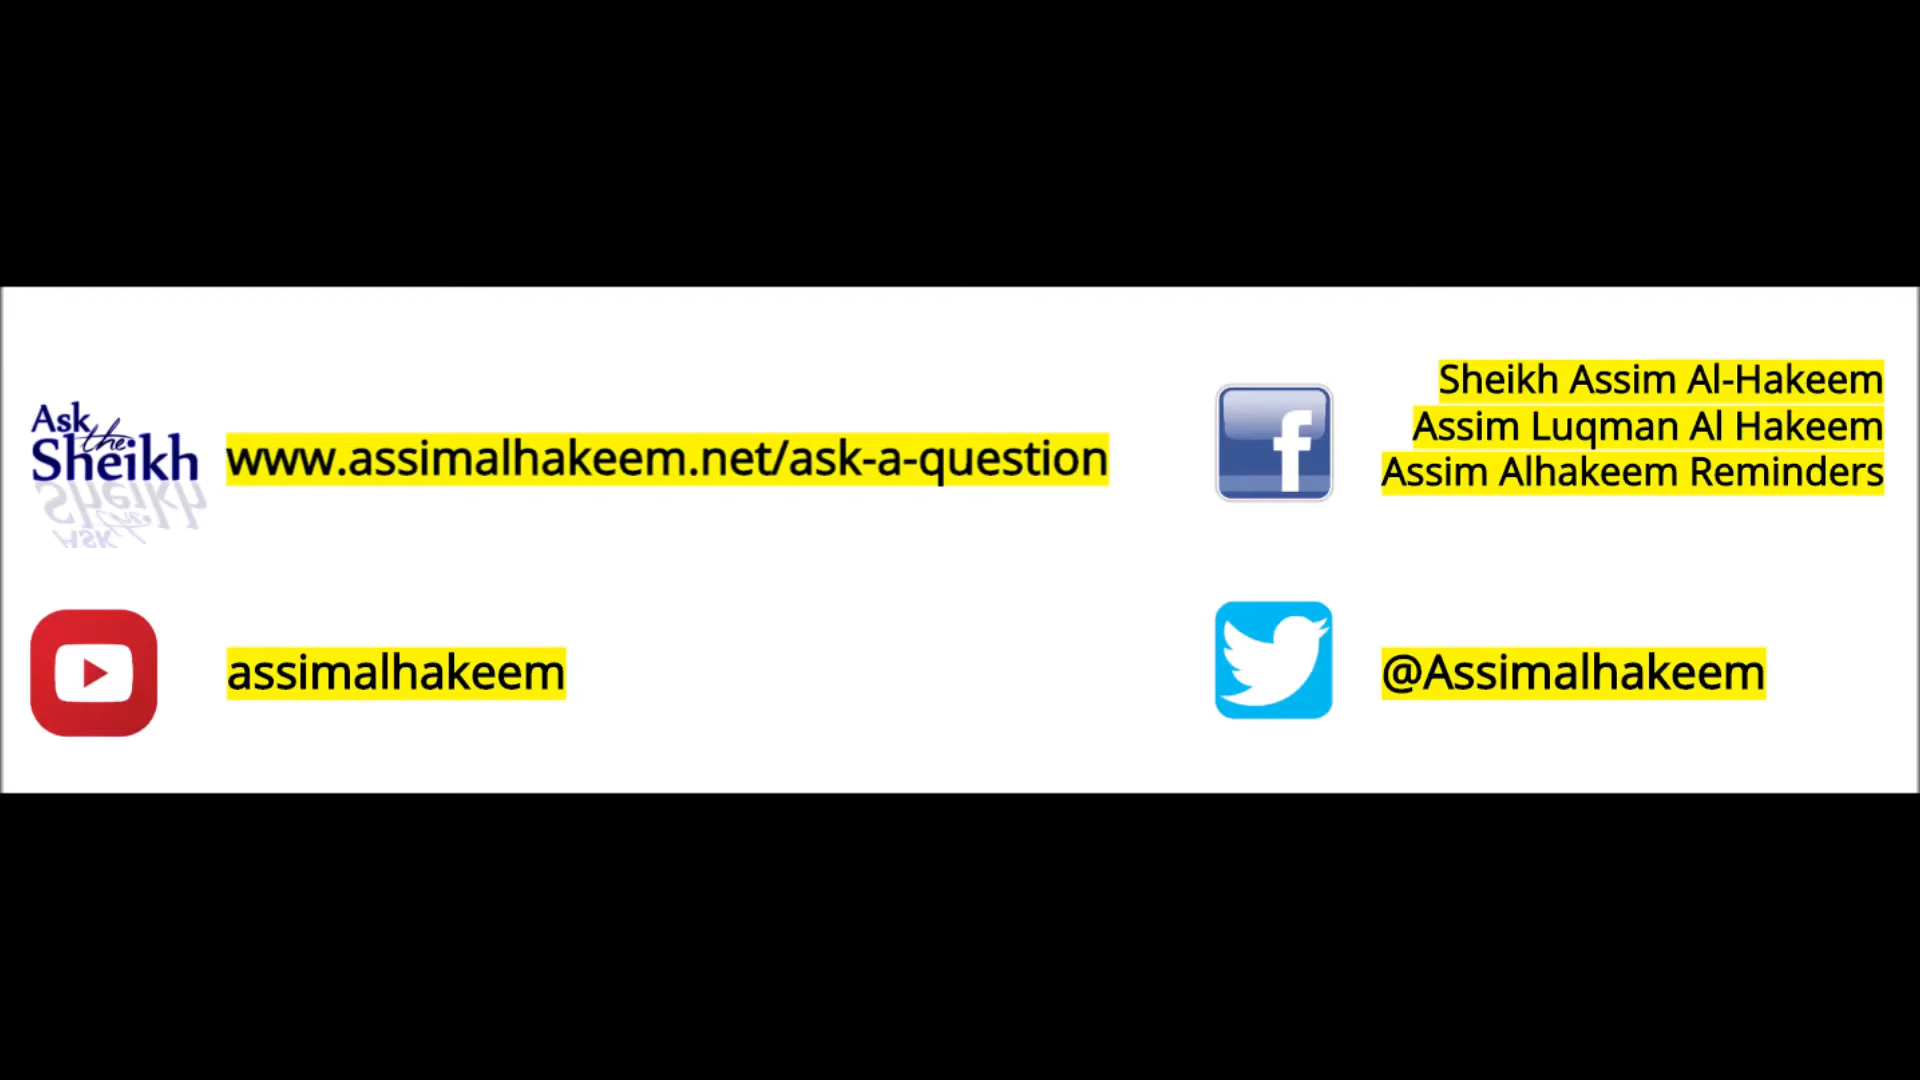 Ask
the
Sheikh
www.assimalhakeem.net/ask-a-question
Sheikh Assim Al-Hakeem
Assim Luqman Al Hakeem
Assim Alhakeem Reminders
assimalhakeem
@Assimalhakeem